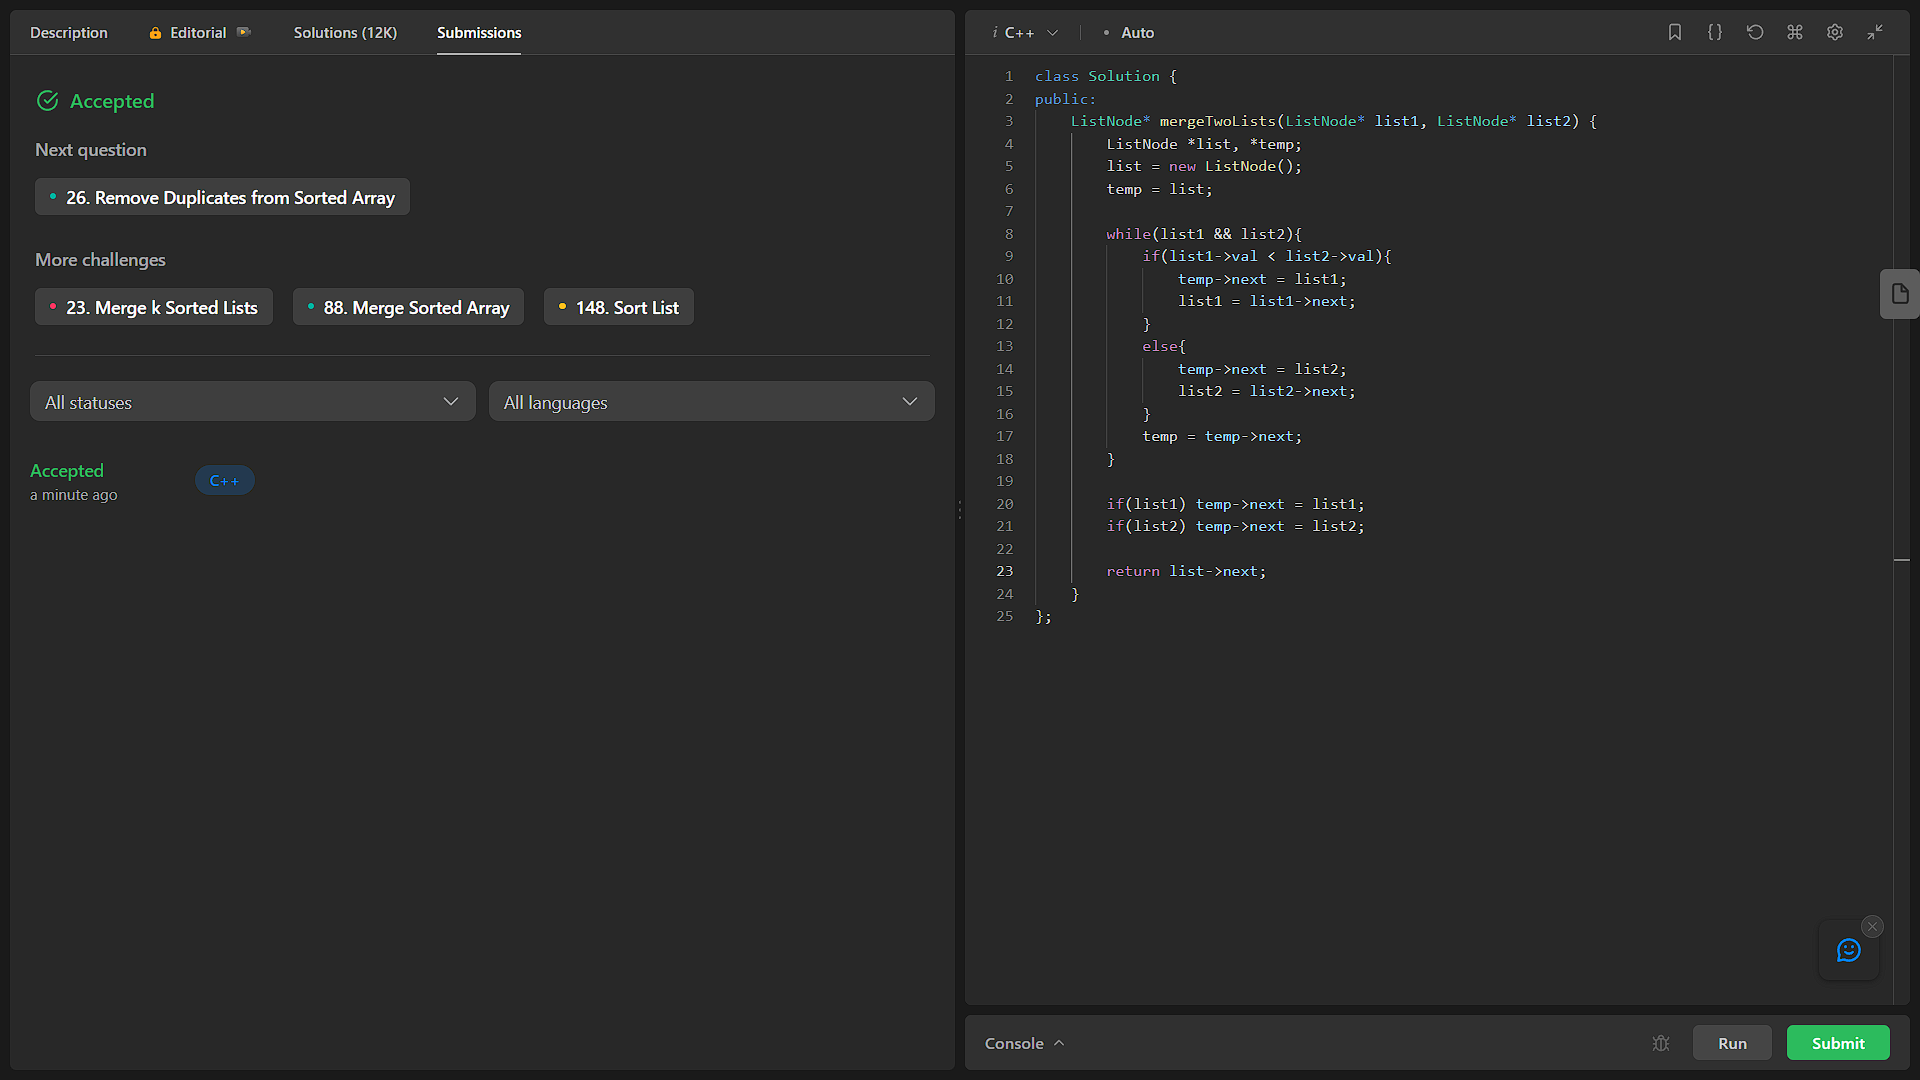 Description
Editorial
Solutions (12K)
Submissions
Accepted
Next question
26. Remove Duplicates from Sorted Array
More challenges
23. Merge k Sorted Lists
88. Merge Sorted Array
148. Sort List
All statuses
All languages
Accepted
a minute ago
C++
i C++
Auto
1 class Solution {
2 public:
3     ListNode* mergeTwoLists(ListNode* list1, ListNode* list2) {
4         ListNode *list, *temp;
5         list = new ListNode();
6         temp = list;
7
8         while(list1 && list2){
9             if(list1->val < list2->val){
10                 temp->next = list1;
11                 list1 = list1->next;
12             }
13             else{
14                 temp->next = list2;
15                 list2 = list2->next;
16             }
17             temp = temp->next;
18         }
19
20         if(list1) temp->next = list1;
21         if(list2) temp->next = list2;
22
23         return list->next;
24     }
25 };
Console
Run
Submit